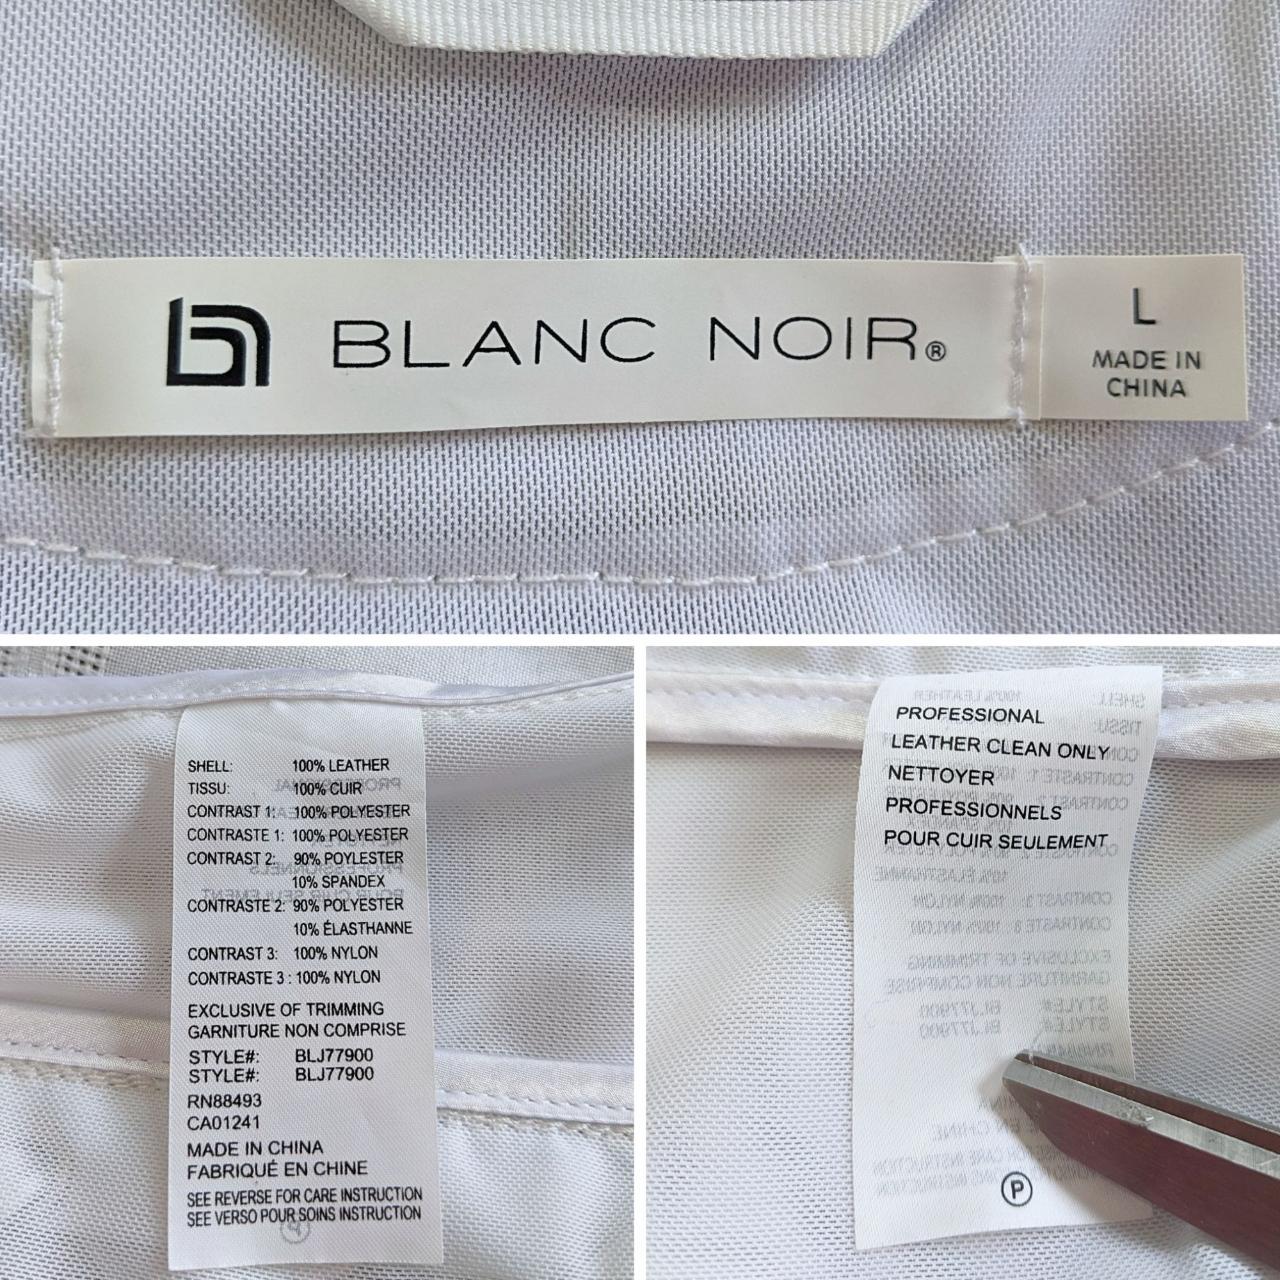 bn BLANC NOIR®
L
MADE IN
CHINA
SHELL: 100% LEATHER
TISSU: 100% CUIR
CONTRAST 1: 100% POLYESTER
CONTRASTE 1: 100% POLYESTER
CONTRAST 2: 90% POYLESTER
10% SPANDEX
CONTRASTE 2: 90% POLYESTER
10% ÉLASTHANNE
CONTRAST 3: 100% NYLON
CONTRASTE 3 : 100% NYLON
EXCLUSIVE OF TRIMMING
GARNITURE NON COMPRISE
STYLE#: BLJ77900
STYLE#: BLJ77900
RN88493
CA01241
MADE IN CHINA
FABRIQUÉ EN CHINE
SEE REVERSE FOR CARE INSTRUCTION
SEE VERSO POUR SOINS INSTRUCTION
PROFESSIONAL
LEATHER CLEAN ONLY
NETTOYER
PROFESSIONNELS
POUR CUIR SEULEMENT
P